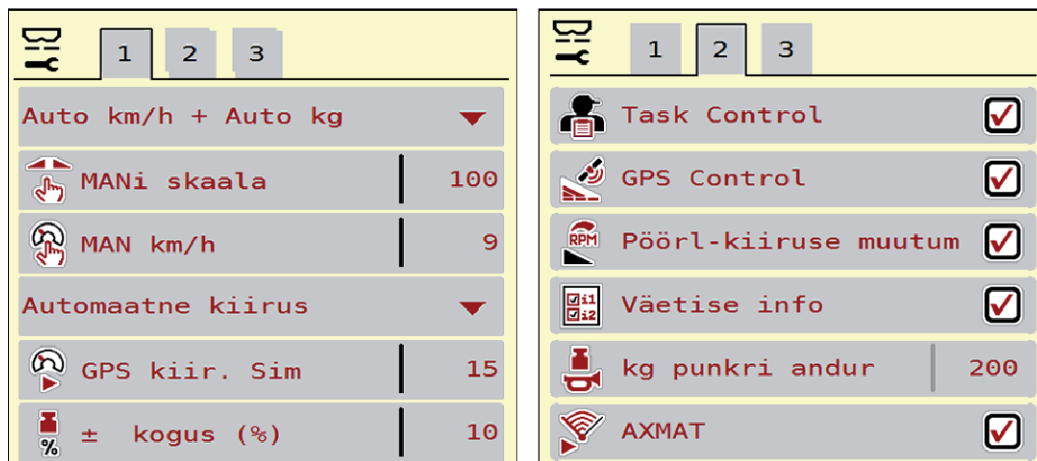 1 2 3
Auto km/h + Auto kg
MANi skaala 100
MAN km/h 9
Automaatne kiirus
GPS kiir. Sim 15
% ± kogus (%) 10
1 2 3
Task Control
GPS Control
RPM Pöörl-kiiruse muutum
i1 i2 Väetise info
kg punkri andur 200
AXMAT